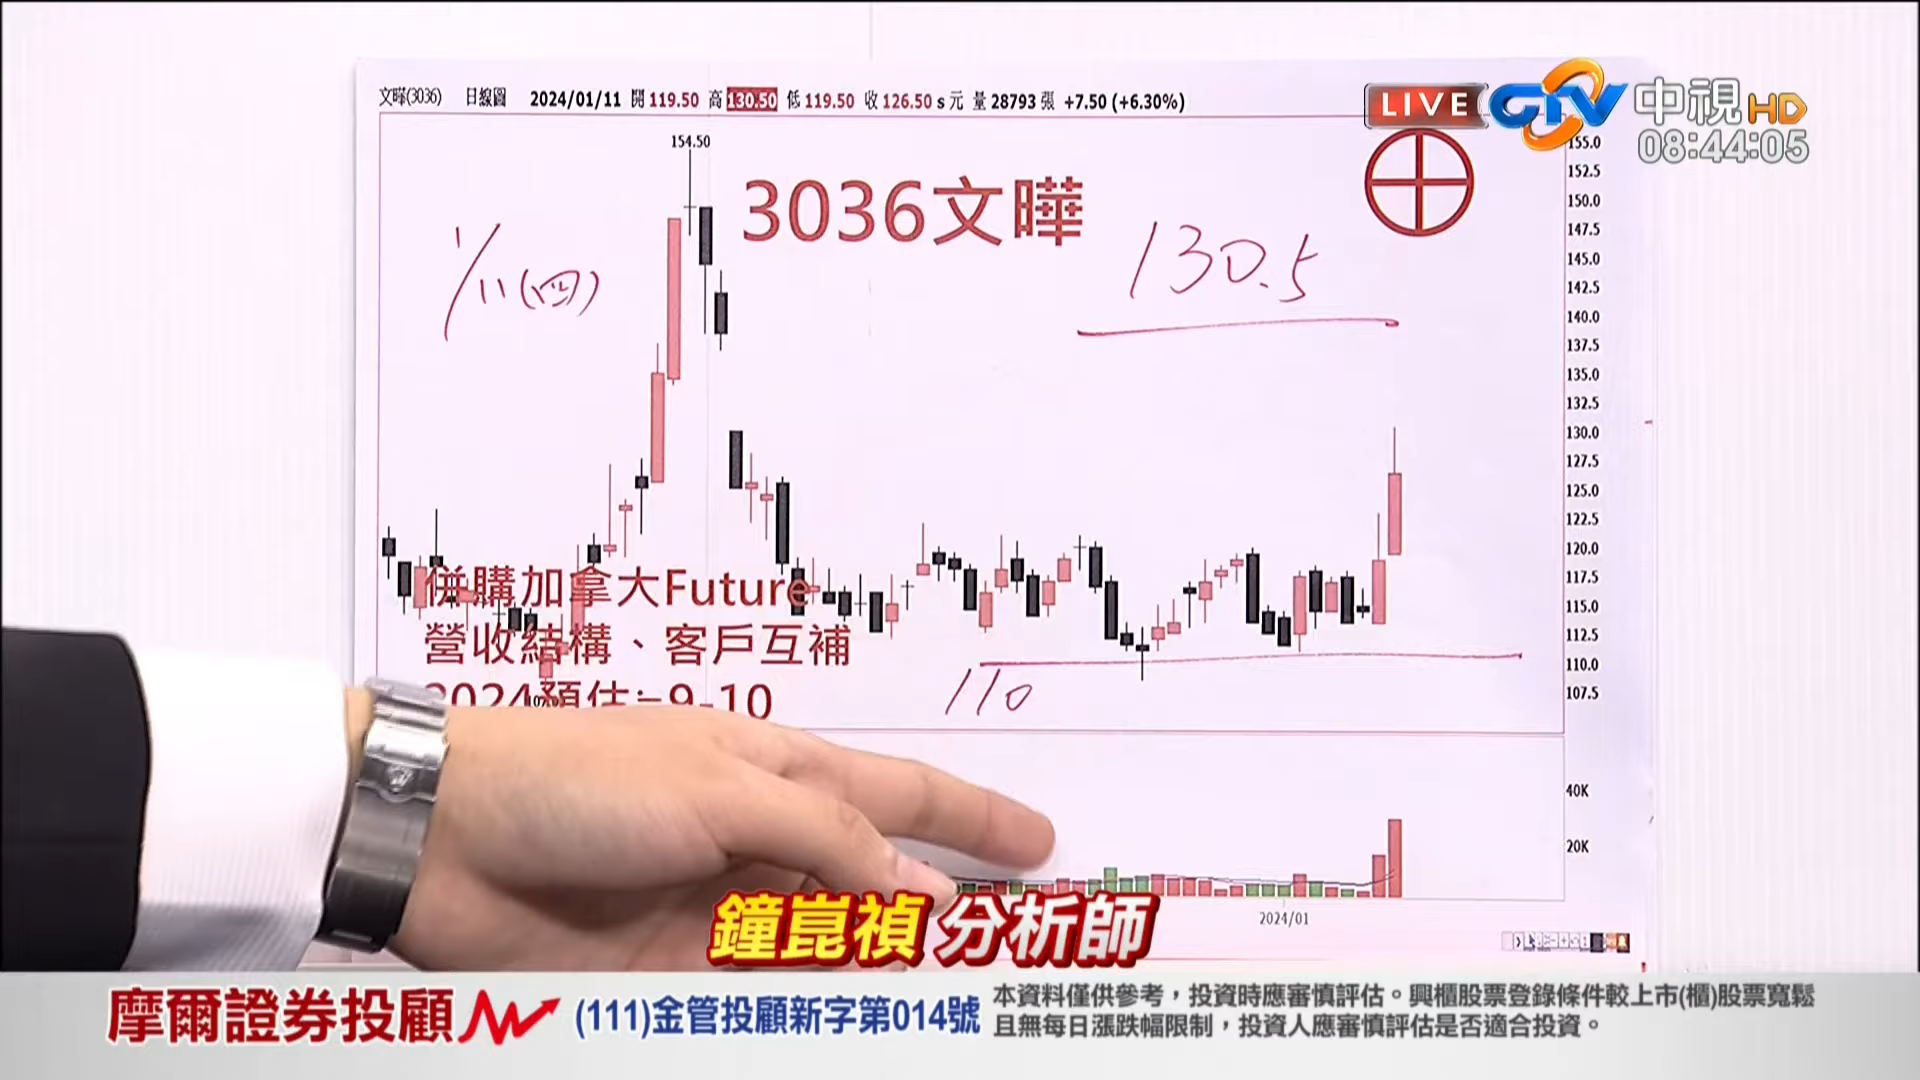 文曄(3036) 日線圖 2024/01/11 開 119.50 高 130.50 低 119.50 收 126.50 s 元 量 28793 張 +7.50 (+6.30%)
LIVE CTV 中視 HD
08:44:05
154.50
3036文曄
1/11(四)
130.5
155.0
152.5
150.0
147.5
145.0
142.5
140.0
137.5
135.0
132.5
130.0
127.5
125.0
122.5
120.0
117.5
115.0
112.5
110.0
107.5
併購加拿大Future
營收結構、客戶互補
2024預估:9-10
110
40K
20K
2024/01
鐘崑禎 分析師
摩爾證券投顧 (111)金管投顧新字第014號
本資料僅供參考，投資時應審慎評估。興櫃股票登錄條件較上市(櫃)股票寬鬆
且無每日漲跌幅限制，投資人應審慎評估是否適合投資。